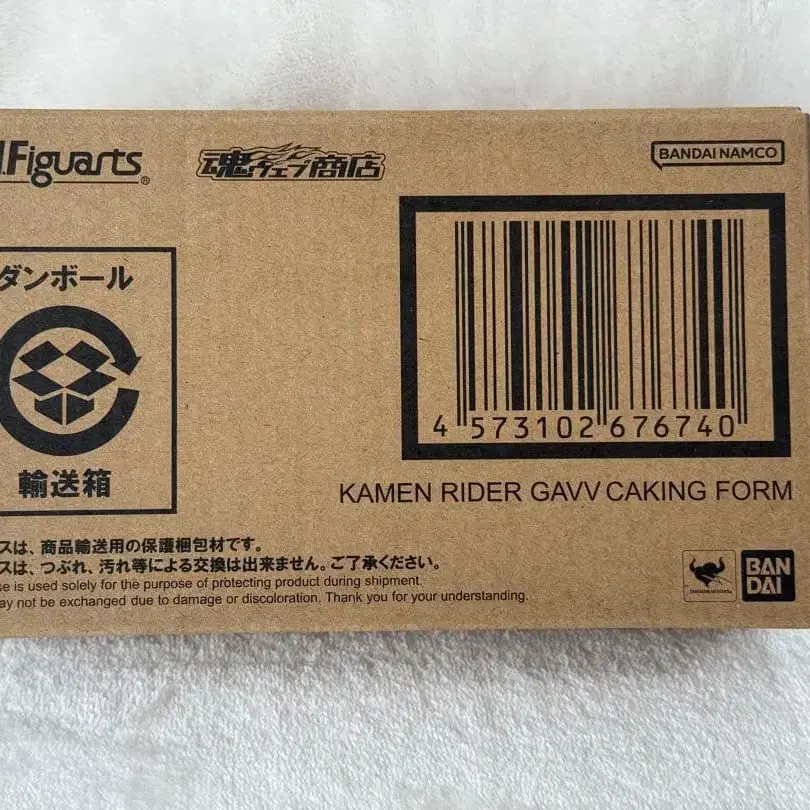 .Figuarts®
魂ウェブ商店
BANDAI NAMCO
ダンボール
輸送箱
4 573102 676740
KAMEN RIDER GAVV CAKING FORM
スは、商品輸送用の保護梱包材です。
スは、つぶれ、汚れ等による交換は出来ません。ご了承ください。
se is used solely for the purpose of protecting product during shipment.
may not be exchanged due to damage or discoloration. Thank you for your understanding.
BAN
DAI